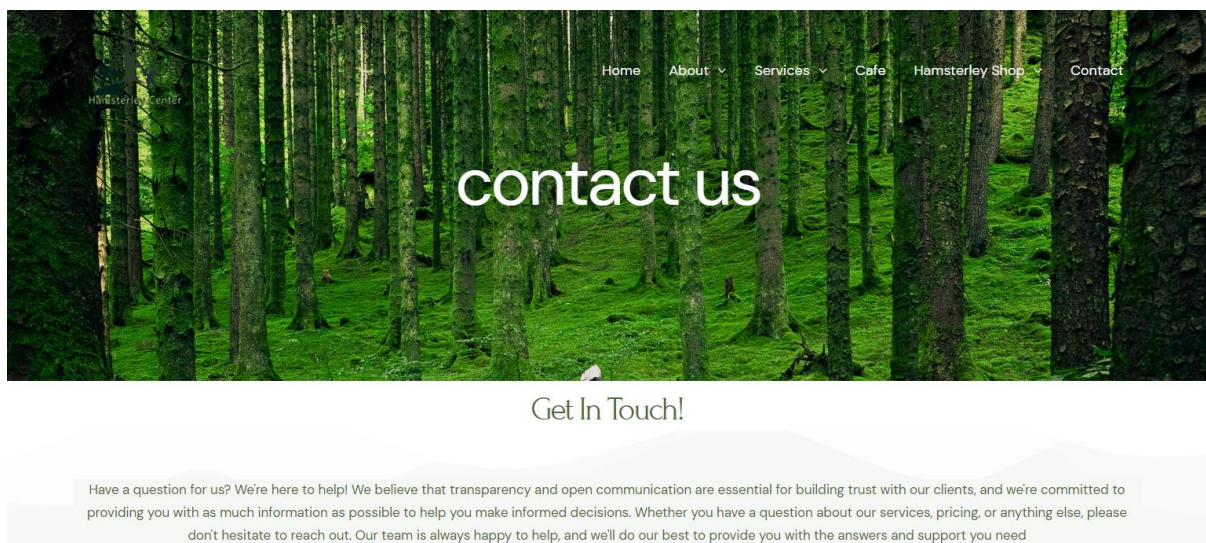 Home About Services Cafe Hamsterley Shop Contact
Hamsterley Center
contact us
Get In Touch!
Have a question for us? We're here to help! We believe that transparency and open communication are essential for building trust with our clients, and we're committed to
providing you with as much information as possible to help you make informed decisions. Whether you have a question about our services, pricing, or anything else, please
don't hesitate to reach out. Our team is always happy to help, and we'll do our best to provide you with the answers and support you need